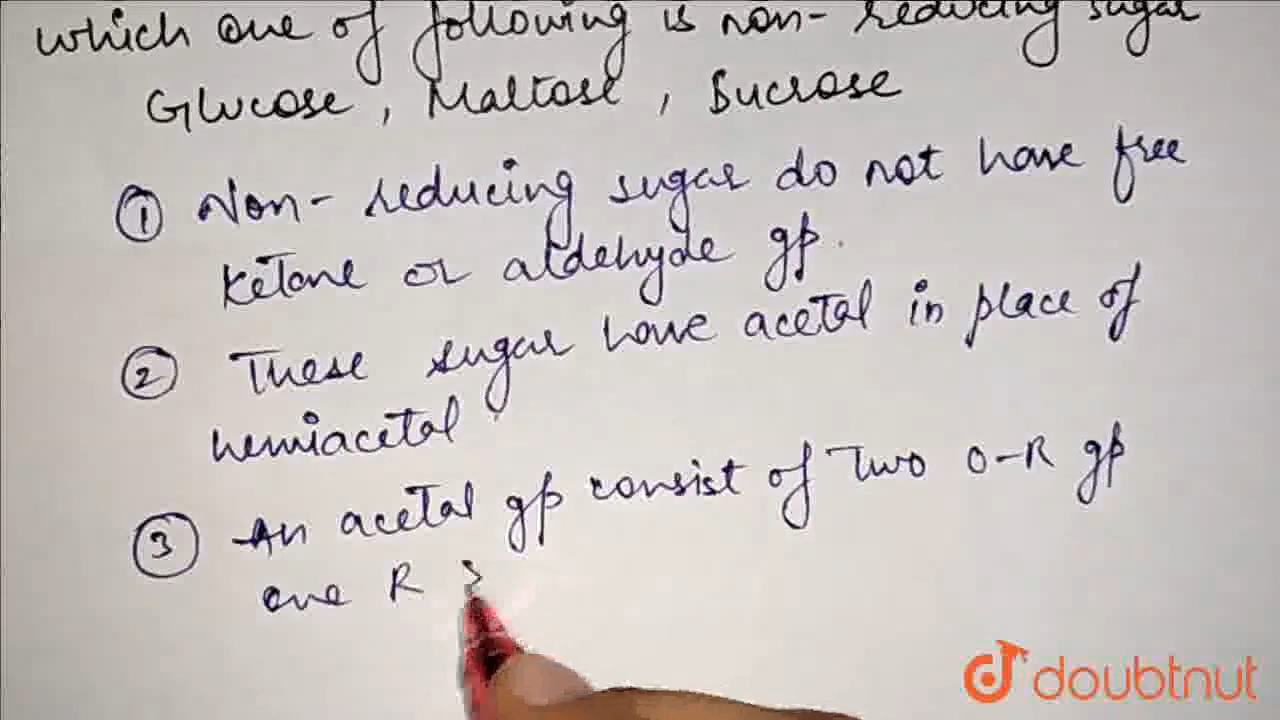 which one of following is non-reducing sugar
Glucose, Maltose, Sucrose
① Non-reducing sugar do not have free
ketone or aldehyde gp.
② These sugar have acetal in place of
hemiacetal
③ An acetal gp consist of Two O-R gp
one R
doubtnut